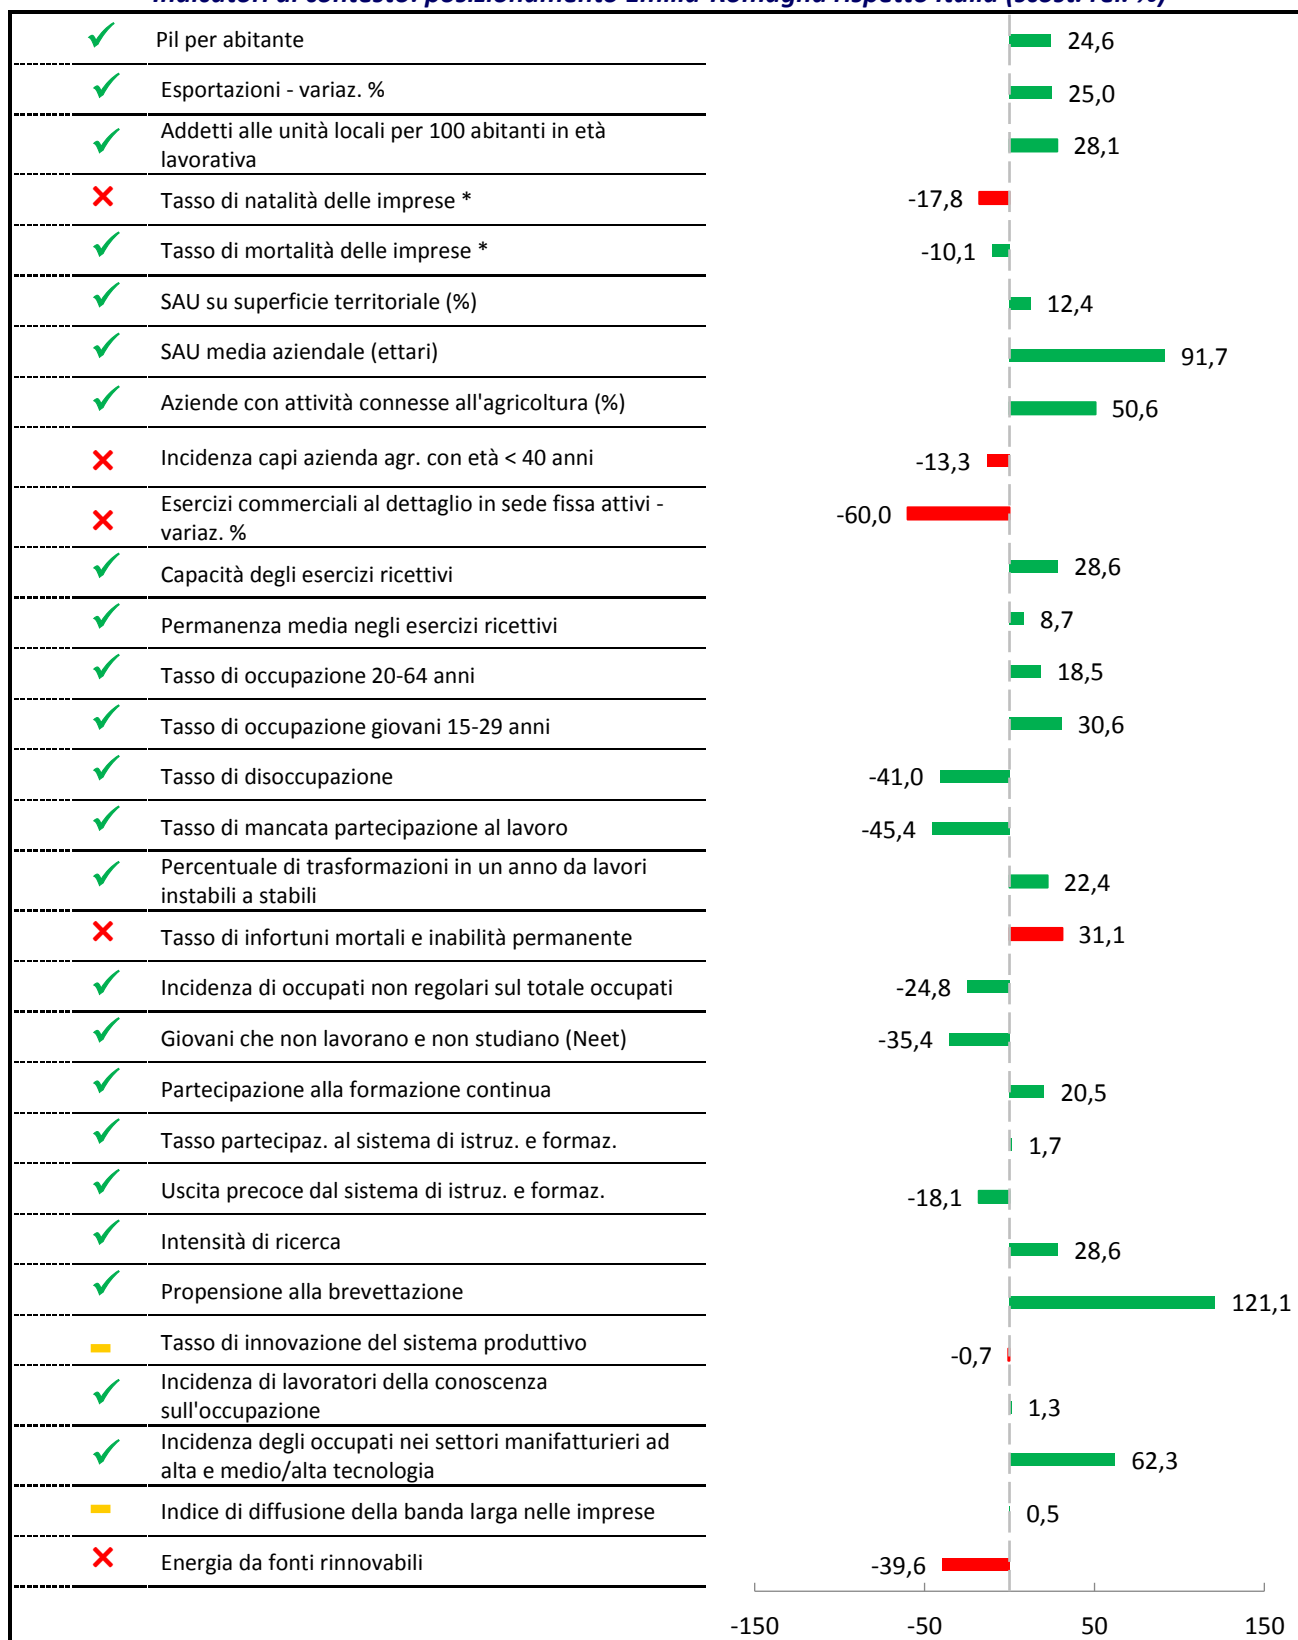 Indicatori di contesto: posizionamento Emilia-Romagna rispetto Italia (scost. rel. %)
Pil per abitante 24,6
Esportazioni - variaz. % 25,0
Addetti alle unità locali per 100 abitanti in età
lavorativa 28,1
Tasso di natalità delle imprese * -17,8
Tasso di mortalità delle imprese * -10,1
SAU su superficie territoriale (%) 12,4
SAU media aziendale (ettari) 91,7
Aziende con attività connesse all'agricoltura (%) 50,6
Incidenza capi azienda agr. con età < 40 anni -13,3
Esercizi commerciali al dettaglio in sede fissa attivi -
variaz. % -60,0
Capacità degli esercizi ricettivi 28,6
Permanenza media negli esercizi ricettivi 8,7
Tasso di occupazione 20-64 anni 18,5
Tasso di occupazione giovani 15-29 anni 30,6
Tasso di disoccupazione -41,0
Tasso di mancata partecipazione al lavoro -45,4
Percentuale di trasformazioni in un anno da lavori
instabili a stabili 22,4
Tasso di infortuni mortali e inabilità permanente 31,1
Incidenza di occupati non regolari sul totale occupati -24,8
Giovani che non lavorano e non studiano (Neet) -35,4
Partecipazione alla formazione continua 20,5
Tasso partecipaz. al sistema di istruz. e formaz. 1,7
Uscita precoce dal sistema di istruz. e formaz. -18,1
Intensità di ricerca 28,6
Propensione alla brevettazione 121,1
Tasso di innovazione del sistema produttivo -0,7
Incidenza di lavoratori della conoscenza
sull'occupazione 1,3
Incidenza degli occupati nei settori manifatturieri ad
alta e medio/alta tecnologia 62,3
Indice di diffusione della banda larga nelle imprese 0,5
Energia da fonti rinnovabili -39,6
-150 -50 50 150